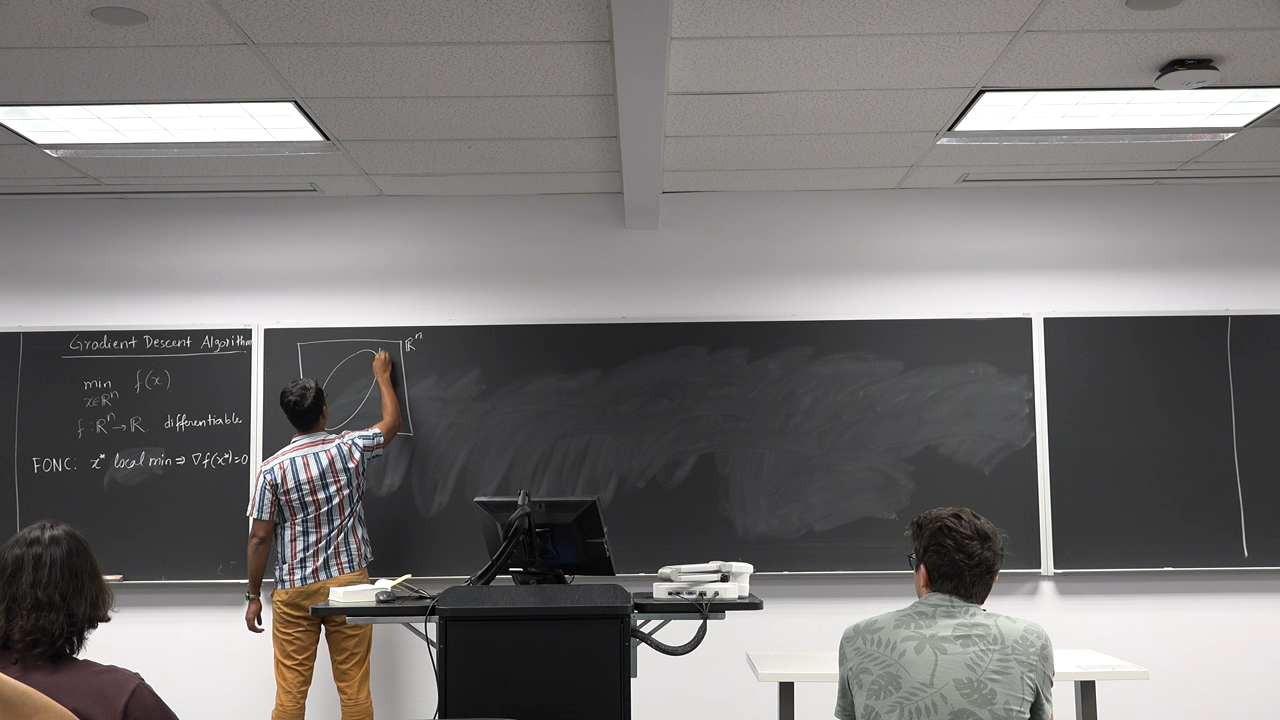 Gradient Descent Algorithm
min f(x)
x∈ℝⁿ
f : ℝⁿ → ℝ differentiable
FONC: x* local min ⇒ ∇f(x*)=0
ℝⁿ